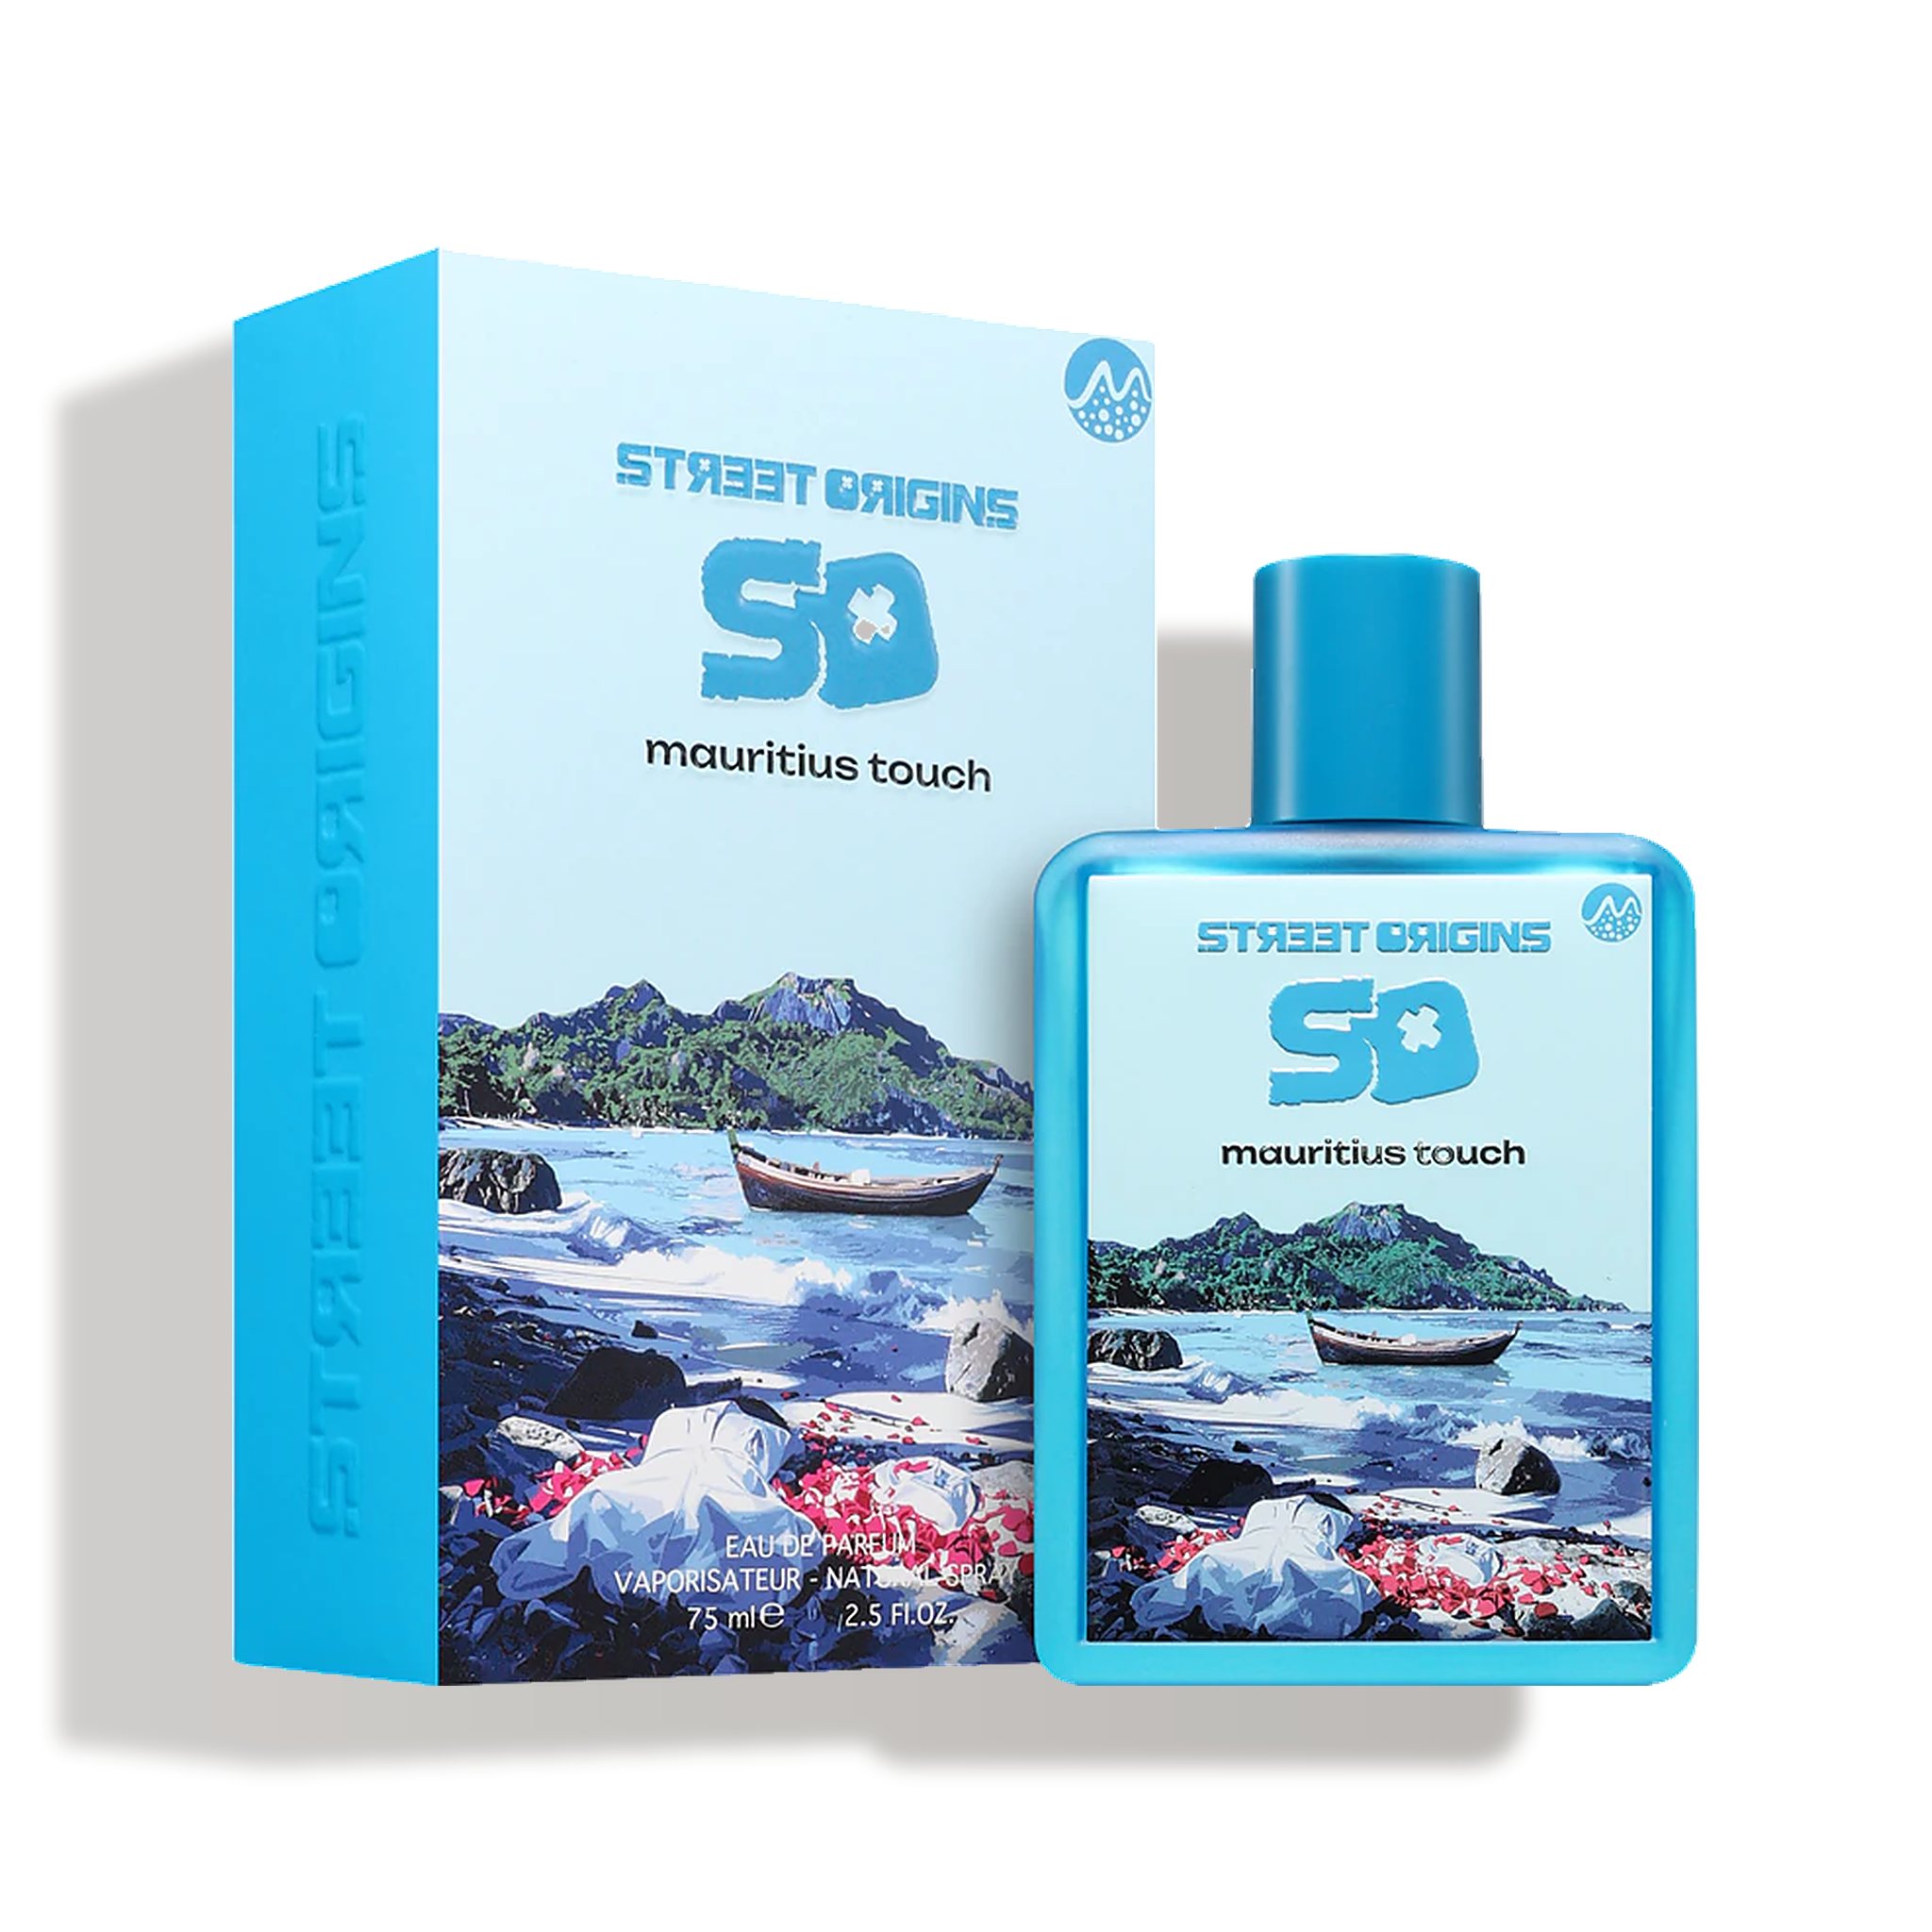 STREET ORIGINS
STREET ORIGINS
SO
mauritius touch
EAU DE PARFUM
VAPORISATEUR - NATURAL SPRAY
75 ml e 2.5 Fl.OZ.
STREET ORIGINS
SO
mauritius touch